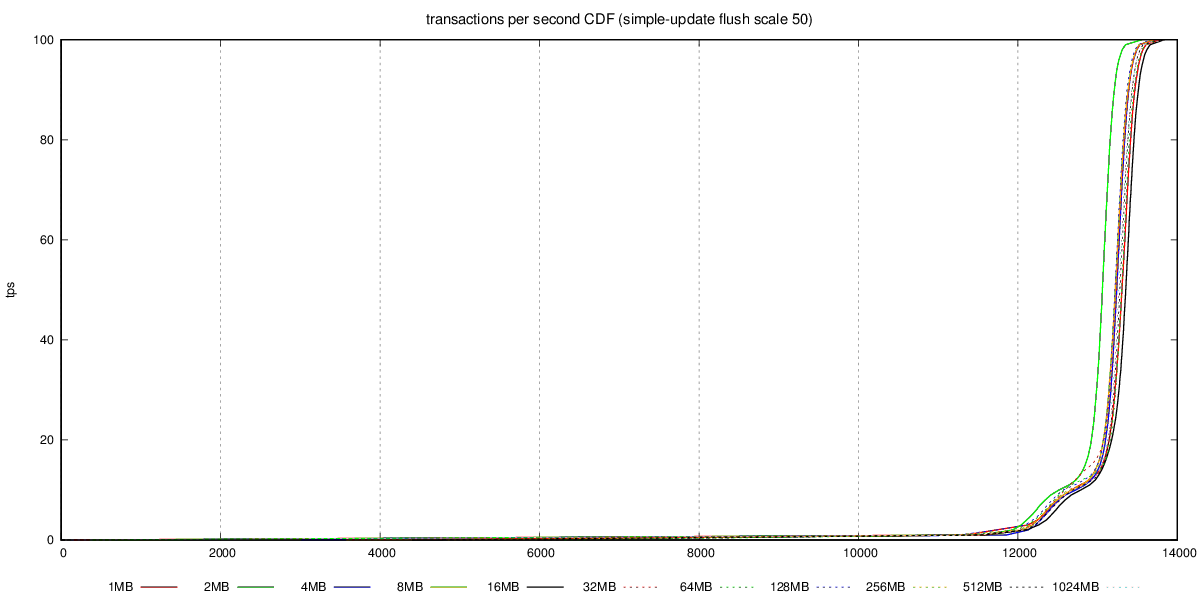 transactions per second CDF (simple-update flush scale 50)
100
80
60
tps
40
20
0
0 2000 4000 6000 8000 10000 12000 14000
1MB 2MB 4MB 8MB 16MB 32MB 64MB 128MB 256MB 512MB 1024MB